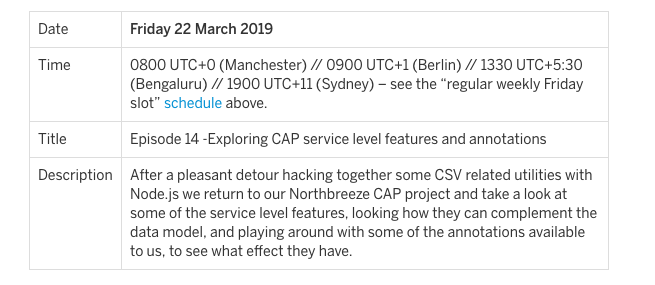 Date Friday 22 March 2019
Time 0800 UTC+0 (Manchester) // 0900 UTC+1 (Berlin) // 1330 UTC+5:30
(Bengaluru) // 1900 UTC+11 (Sydney) – see the “regular weekly Friday
slot” schedule above.
Title Episode 14 -Exploring CAP service level features and annotations
Description After a pleasant detour hacking together some CSV related utilities with
Node.js we return to our Northbreeze CAP project and take a look at
some of the service level features, looking how they can complement the
data model, and playing around with some of the annotations available
to us, to see what effect they have.